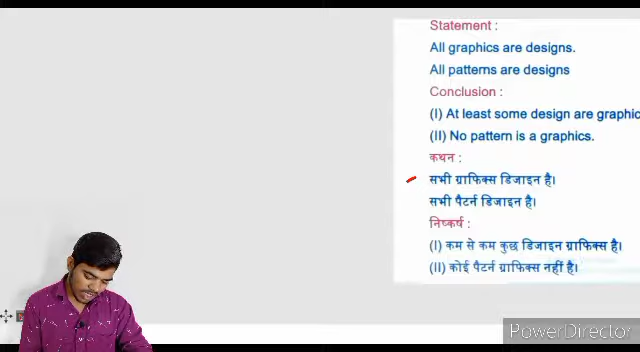 Statement :
All graphics are designs.
All patterns are designs
Conclusion :
(I) At least some design are graphic
(II) No pattern is a graphics.
कथन :
सभी ग्राफिक्स डिजाइन है।
सभी पैटर्न डिजाइन है।
निष्कर्ष :
(I) कम से कम कुछ डिजाइन ग्राफिक्स है।
(II) कोई पैटर्न ग्राफिक्स नहीं है।
PowerDirector